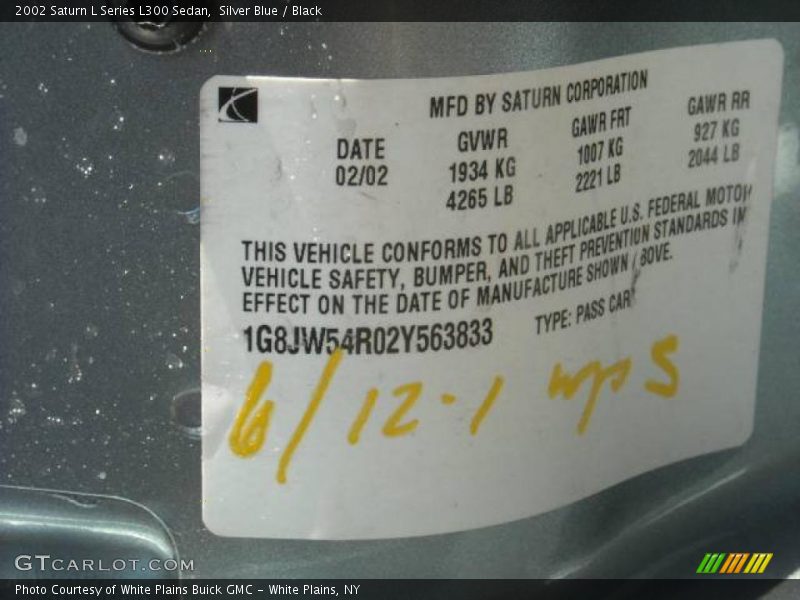 2002 Saturn L Series L300 Sedan, Silver Blue / Black
MFD BY SATURN CORPORATION
DATE GVWR GAWR FRT GAWR RR
02/02 1934 KG 1007 KG 927 KG
4265 LB 2221 LB 2044 LB
THIS VEHICLE CONFORMS TO ALL APPLICABLE U.S. FEDERAL MOTOR
VEHICLE SAFETY, BUMPER, AND THEFT PREVENTION STANDARDS IN
EFFECT ON THE DATE OF MANUFACTURE SHOWN ABOVE.
1G8JW54R02Y563833 TYPE: PASS CAR
6/12-1 wps
GTCARLOT.COM
Photo Courtesy of White Plains Buick GMC - White Plains, NY